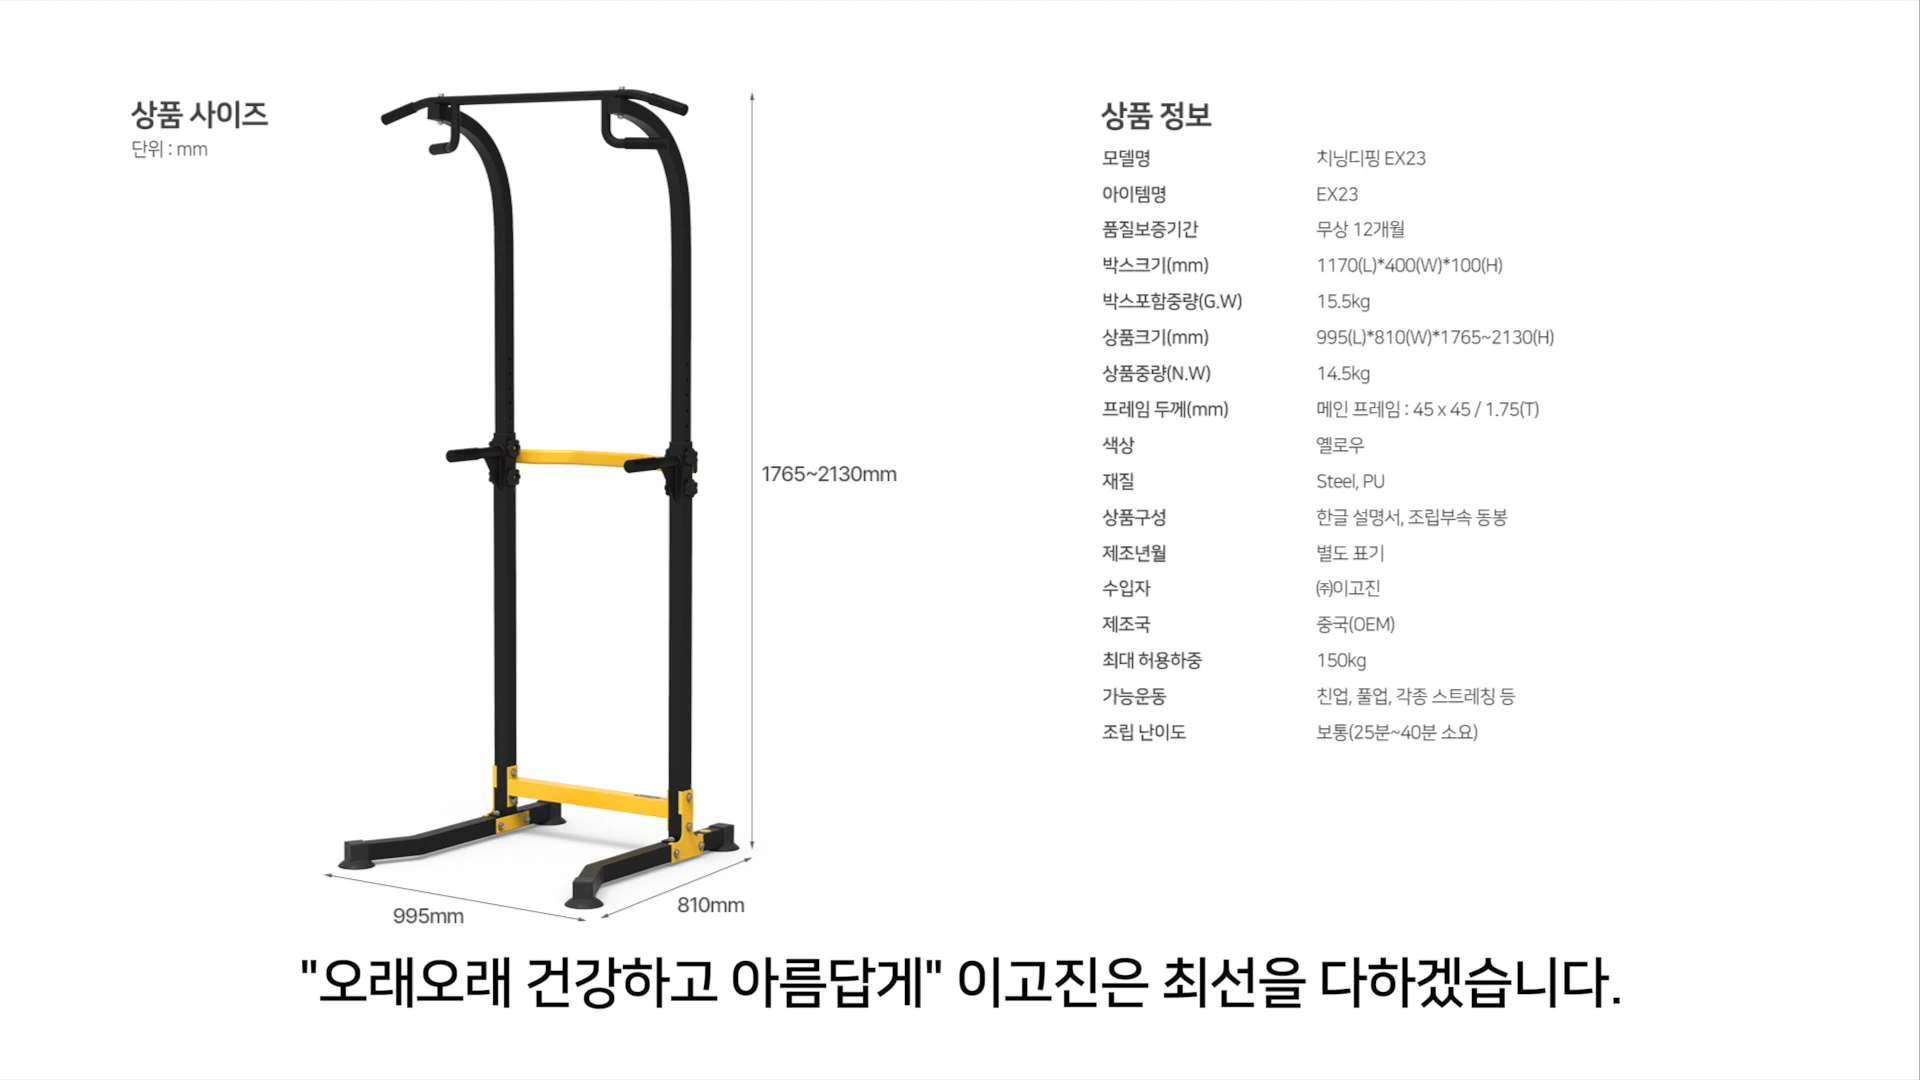 상품 사이즈
단위 : mm
1765~2130mm
995mm
810mm
상품 정보
모델명 치닝디핑 EX23
아이템명 EX23
품질보증기간 무상 12개월
박스크기(mm) 1170(L)*400(W)*100(H)
박스포함중량(G.W) 15.5kg
상품크기(mm) 995(L)*810(W)*1765~2130(H)
상품중량(N.W) 14.5kg
프레임 두께(mm) 메인 프레임 : 45 x 45 / 1.75(T)
색상 옐로우
재질 Steel, PU
상품구성 한글 설명서, 조립부속 동봉
제조년월 별도 표기
수입자 ㈜이고진
제조국 중국(OEM)
최대 허용하중 150kg
가능운동 친업, 풀업, 각종 스트레칭 등
조립 난이도 보통(25분~40분 소요)
"오래오래 건강하고 아름답게" 이고진은 최선을 다하겠습니다.